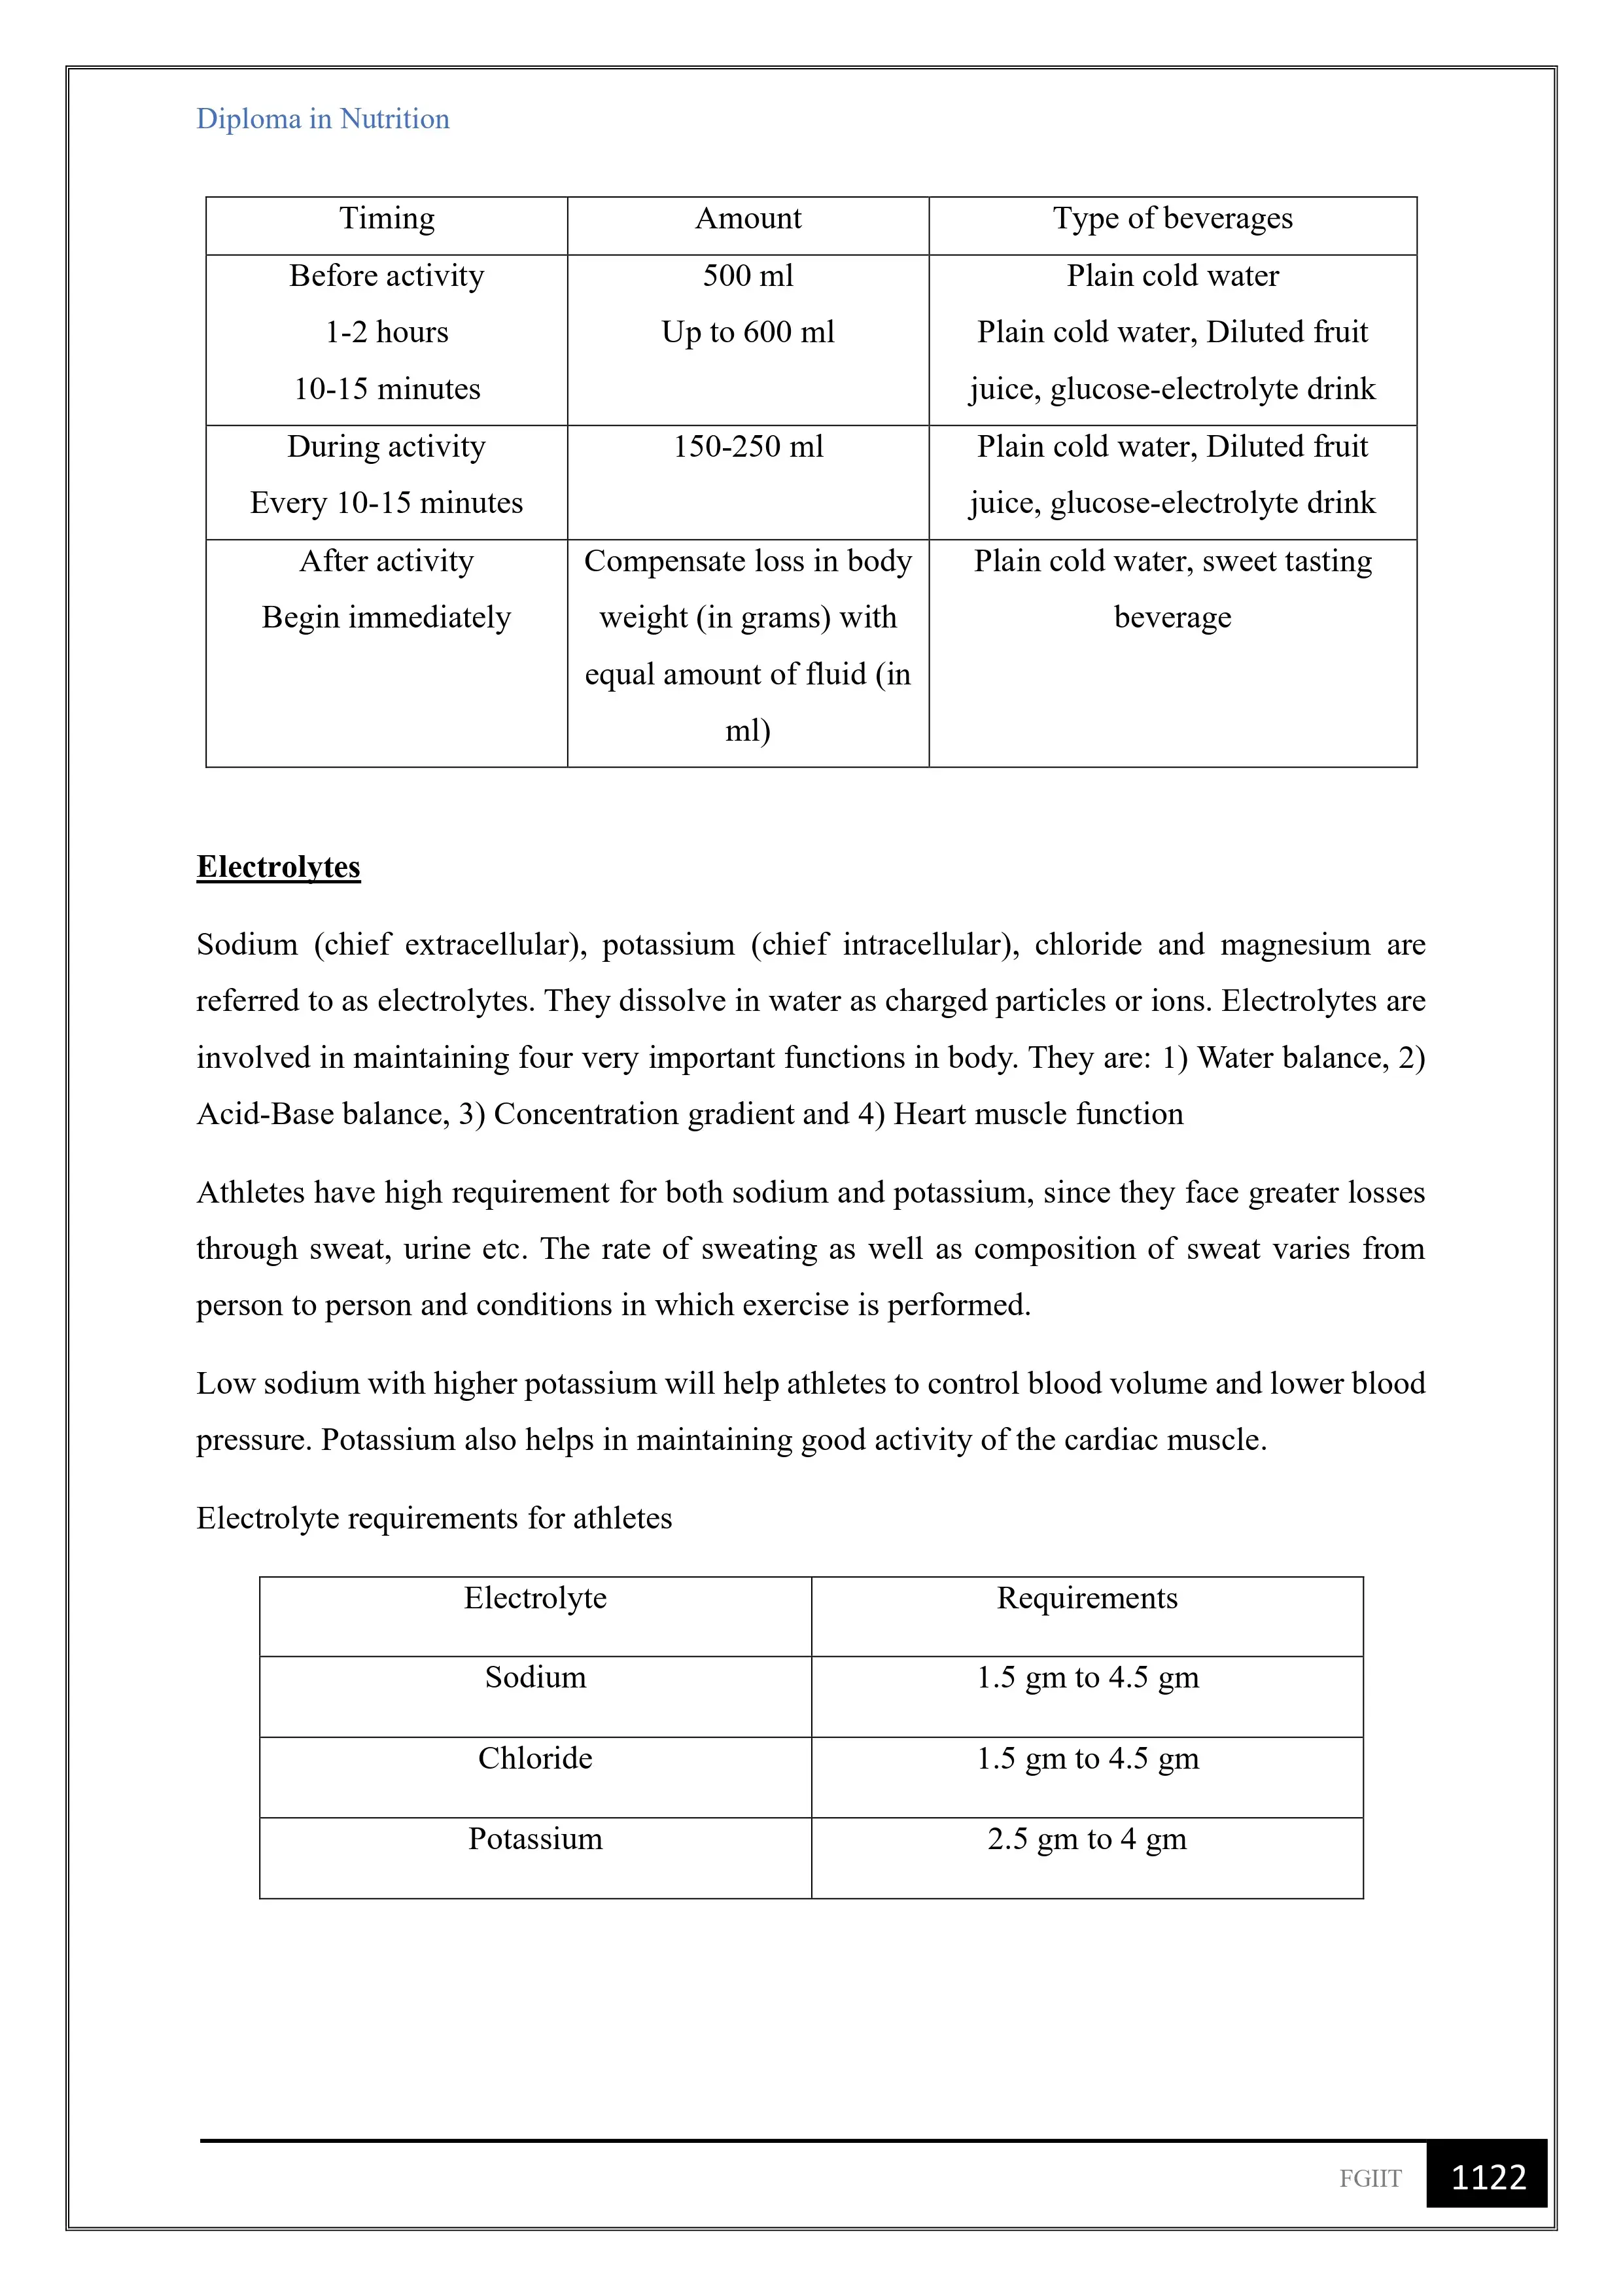 Diploma in Nutrition
Timing Amount Type of beverages
Before activity 500 ml Plain cold water
1-2 hours Up to 600 ml Plain cold water, Diluted fruit
10-15 minutes juice, glucose-electrolyte drink
During activity 150-250 ml Plain cold water, Diluted fruit
Every 10-15 minutes juice, glucose-electrolyte drink
After activity Compensate loss in body Plain cold water, sweet tasting
Begin immediately weight (in grams) with beverage
equal amount of fluid (in
ml)
Electrolytes
Sodium (chief extracellular), potassium (chief intracellular), chloride and magnesium are
referred to as electrolytes. They dissolve in water as charged particles or ions. Electrolytes are
involved in maintaining four very important functions in body. They are: 1) Water balance, 2)
Acid-Base balance, 3) Concentration gradient and 4) Heart muscle function
Athletes have high requirement for both sodium and potassium, since they face greater losses
through sweat, urine etc. The rate of sweating as well as composition of sweat varies from
person to person and conditions in which exercise is performed.
Low sodium with higher potassium will help athletes to control blood volume and lower blood
pressure. Potassium also helps in maintaining good activity of the cardiac muscle.
Electrolyte requirements for athletes
Electrolyte Requirements
Sodium 1.5 gm to 4.5 gm
Chloride 1.5 gm to 4.5 gm
Potassium 2.5 gm to 4 gm
FGIIT 1122